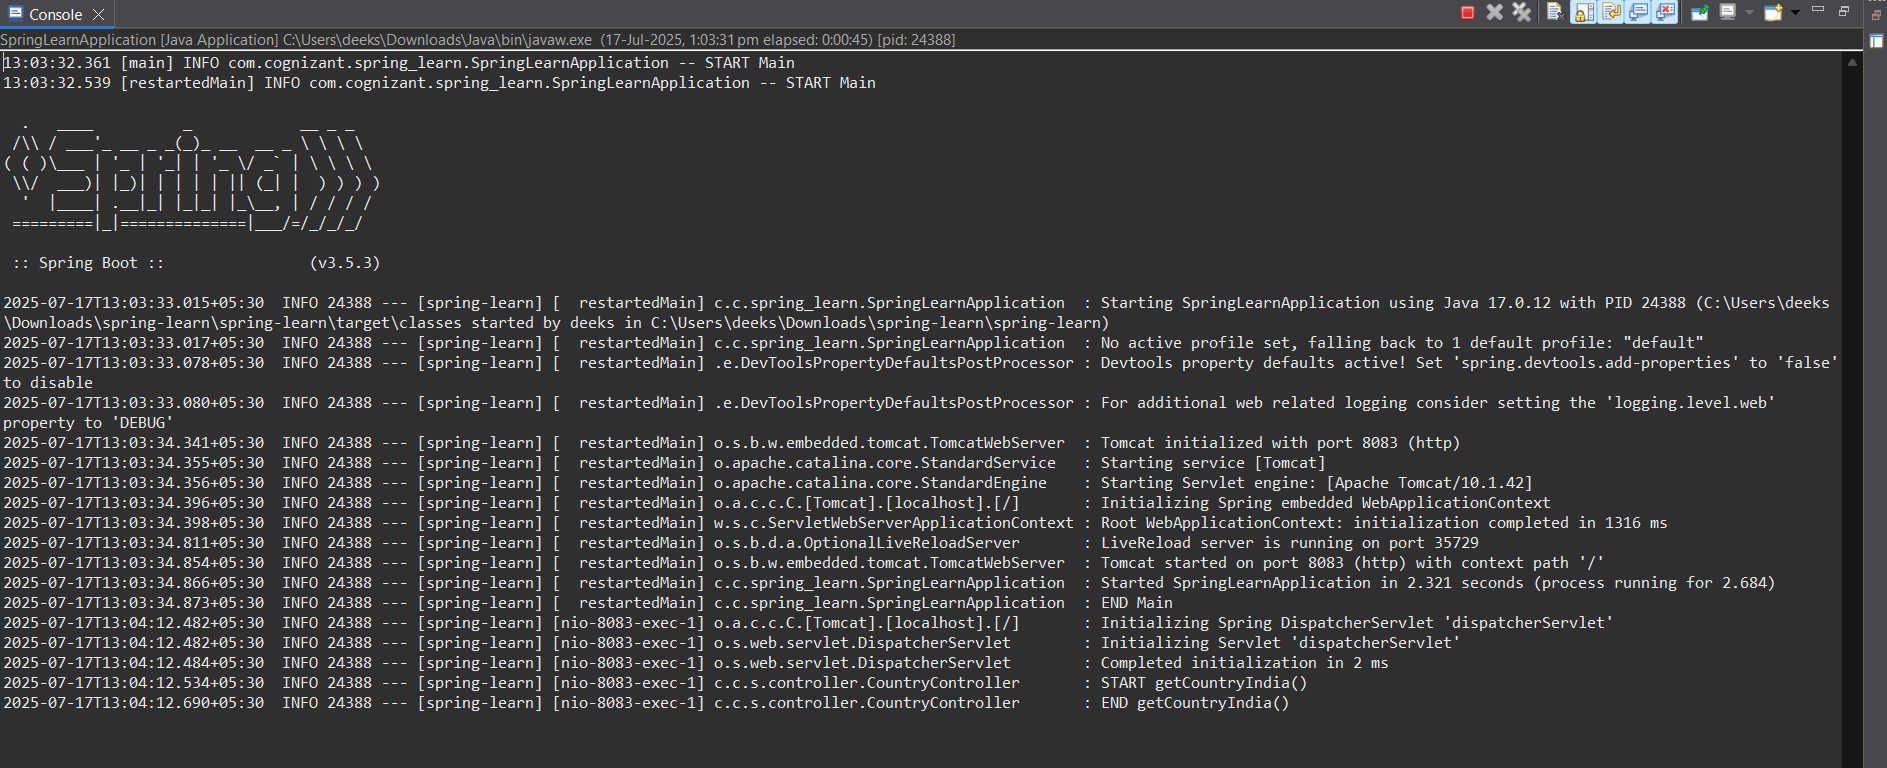 Console
SpringLearnApplication [Java Application] C:\Users\deeks\Downloads\Java\bin\javaw.exe  (17-Jul-2025, 1:03:31 pm elapsed: 0:00:45) [pid: 24388]
13:03:32.361 [main] INFO com.cognizant.spring_learn.SpringLearnApplication -- START Main
13:03:32.539 [restartedMain] INFO com.cognizant.spring_learn.SpringLearnApplication -- START Main
  .   ____          _            __ _ _
 /\\ / ___'_ __ _ _(_)_ __  __ _ \ \ \ \
( ( )\___ | '_ | '_| | '_ \/ _` | \ \ \ \
 \\/  ___)| |_)| | | | | || (_| |  ) ) ) )
  '  |____| .__|_| |_|_| |_\__, | / / / /
 =========|_|==============|___/=/_/_/_/
 :: Spring Boot ::                (v3.5.3)
2025-07-17T13:03:33.015+05:30  INFO 24388 --- [spring-learn] [  restartedMain] c.c.spring_learn.SpringLearnApplication  : Starting SpringLearnApplication using Java 17.0.12 with PID 24388 (C:\Users\deeks
\Downloads\spring-learn\spring-learn\target\classes started by deeks in C:\Users\deeks\Downloads\spring-learn\spring-learn)
2025-07-17T13:03:33.017+05:30  INFO 24388 --- [spring-learn] [  restartedMain] c.c.spring_learn.SpringLearnApplication  : No active profile set, falling back to 1 default profile: "default"
2025-07-17T13:03:33.078+05:30  INFO 24388 --- [spring-learn] [  restartedMain] .e.DevToolsPropertyDefaultsPostProcessor : Devtools property defaults active! Set 'spring.devtools.add-properties' to 'false'
to disable
2025-07-17T13:03:33.080+05:30  INFO 24388 --- [spring-learn] [  restartedMain] .e.DevToolsPropertyDefaultsPostProcessor : For additional web related logging consider setting the 'logging.level.web'
property to 'DEBUG'
2025-07-17T13:03:34.341+05:30  INFO 24388 --- [spring-learn] [  restartedMain] o.s.b.w.embedded.tomcat.TomcatWebServer  : Tomcat initialized with port 8083 (http)
2025-07-17T13:03:34.355+05:30  INFO 24388 --- [spring-learn] [  restartedMain] o.apache.catalina.core.StandardService   : Starting service [Tomcat]
2025-07-17T13:03:34.356+05:30  INFO 24388 --- [spring-learn] [  restartedMain] o.apache.catalina.core.StandardEngine    : Starting Servlet engine: [Apache Tomcat/10.1.42]
2025-07-17T13:03:34.396+05:30  INFO 24388 --- [spring-learn] [  restartedMain] o.a.c.c.C.[Tomcat].[localhost].[/]       : Initializing Spring embedded WebApplicationContext
2025-07-17T13:03:34.398+05:30  INFO 24388 --- [spring-learn] [  restartedMain] w.s.c.ServletWebServerApplicationContext : Root WebApplicationContext: initialization completed in 1316 ms
2025-07-17T13:03:34.811+05:30  INFO 24388 --- [spring-learn] [  restartedMain] o.s.b.d.a.OptionalLiveReloadServer       : LiveReload server is running on port 35729
2025-07-17T13:03:34.854+05:30  INFO 24388 --- [spring-learn] [  restartedMain] o.s.b.w.embedded.tomcat.TomcatWebServer  : Tomcat started on port 8083 (http) with context path '/'
2025-07-17T13:03:34.866+05:30  INFO 24388 --- [spring-learn] [  restartedMain] c.c.spring_learn.SpringLearnApplication  : Started SpringLearnApplication in 2.321 seconds (process running for 2.684)
2025-07-17T13:03:34.873+05:30  INFO 24388 --- [spring-learn] [  restartedMain] c.c.spring_learn.SpringLearnApplication  : END Main
2025-07-17T13:04:12.482+05:30  INFO 24388 --- [spring-learn] [nio-8083-exec-1] o.a.c.c.C.[Tomcat].[localhost].[/]       : Initializing Spring DispatcherServlet 'dispatcherServlet'
2025-07-17T13:04:12.482+05:30  INFO 24388 --- [spring-learn] [nio-8083-exec-1] o.s.web.servlet.DispatcherServlet        : Initializing Servlet 'dispatcherServlet'
2025-07-17T13:04:12.484+05:30  INFO 24388 --- [spring-learn] [nio-8083-exec-1] o.s.web.servlet.DispatcherServlet        : Completed initialization in 2 ms
2025-07-17T13:04:12.534+05:30  INFO 24388 --- [spring-learn] [nio-8083-exec-1] c.c.s.controller.CountryController       : START getCountryIndia()
2025-07-17T13:04:12.690+05:30  INFO 24388 --- [spring-learn] [nio-8083-exec-1] c.c.s.controller.CountryController       : END getCountryIndia()